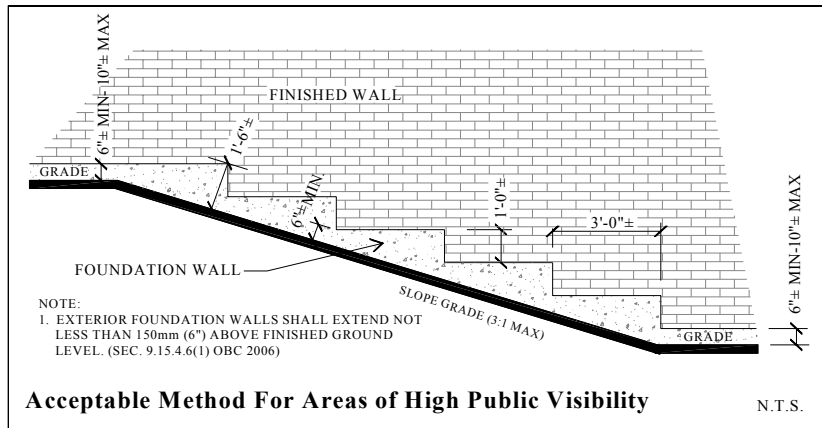 6"± MIN-10"± MAX
FINISHED WALL
1'-6"±
GRADE
6"± MIN.
1'-0"±
3'-0"±
6"± MIN-10"± MAX
FOUNDATION WALL
SLOPE GRADE (3:1 MAX)
GRADE
NOTE:
1. EXTERIOR FOUNDATION WALLS SHALL EXTEND NOT
LESS THAN 150mm (6") ABOVE FINISHED GROUND
LEVEL. (SEC. 9.15.4.6(1) OBC 2006)
Acceptable Method For Areas of High Public Visibility
N.T.S.